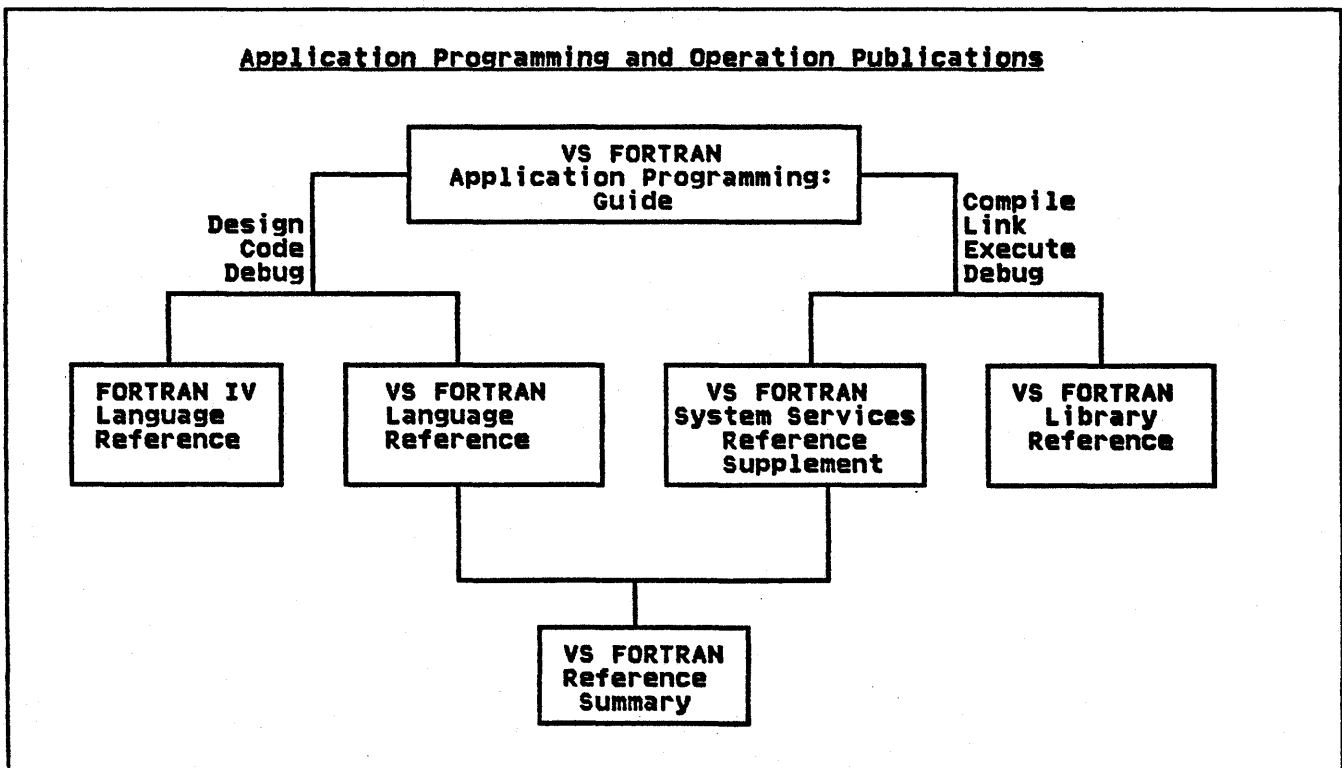 Application Programming and Operation Publications
VS FORTRAN
Application Programming:
Guide
Design
Code
Debug
Compile
Link
Execute
Debug
FORTRAN IV
Language
Reference
VS FORTRAN
Language
Reference
VS FORTRAN
System Services
Reference
Supplement
VS FORTRAN
Library
Reference
VS FORTRAN
Reference
Summary